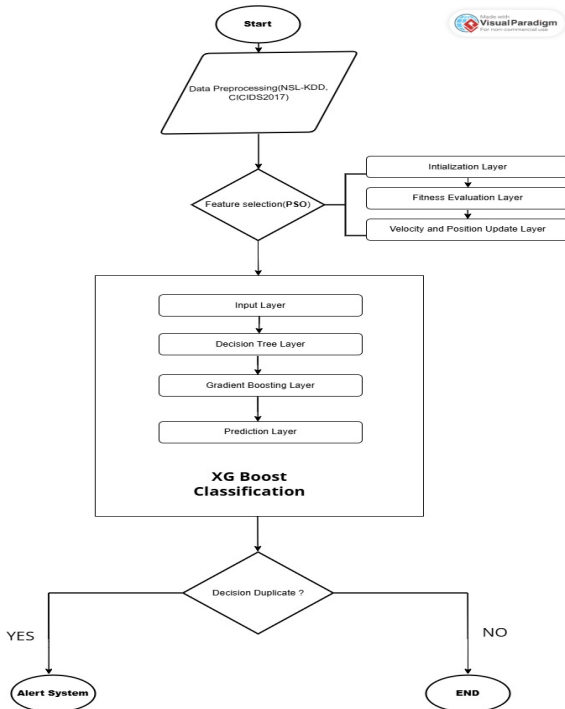 Start
Made with
Visual Paradigm
For non-commercial use
Data Preprocessing(NSL-KDD,
CICIDS2017)
Feature selection(PSO)
Intialization Layer
Fitness Evaluation Layer
Velocity and Position Update Layer
Input Layer
Decision Tree Layer
Gradient Boosting Layer
Prediction Layer
XG Boost
Classification
Decision Duplicate ?
YES
NO
Alert System
END